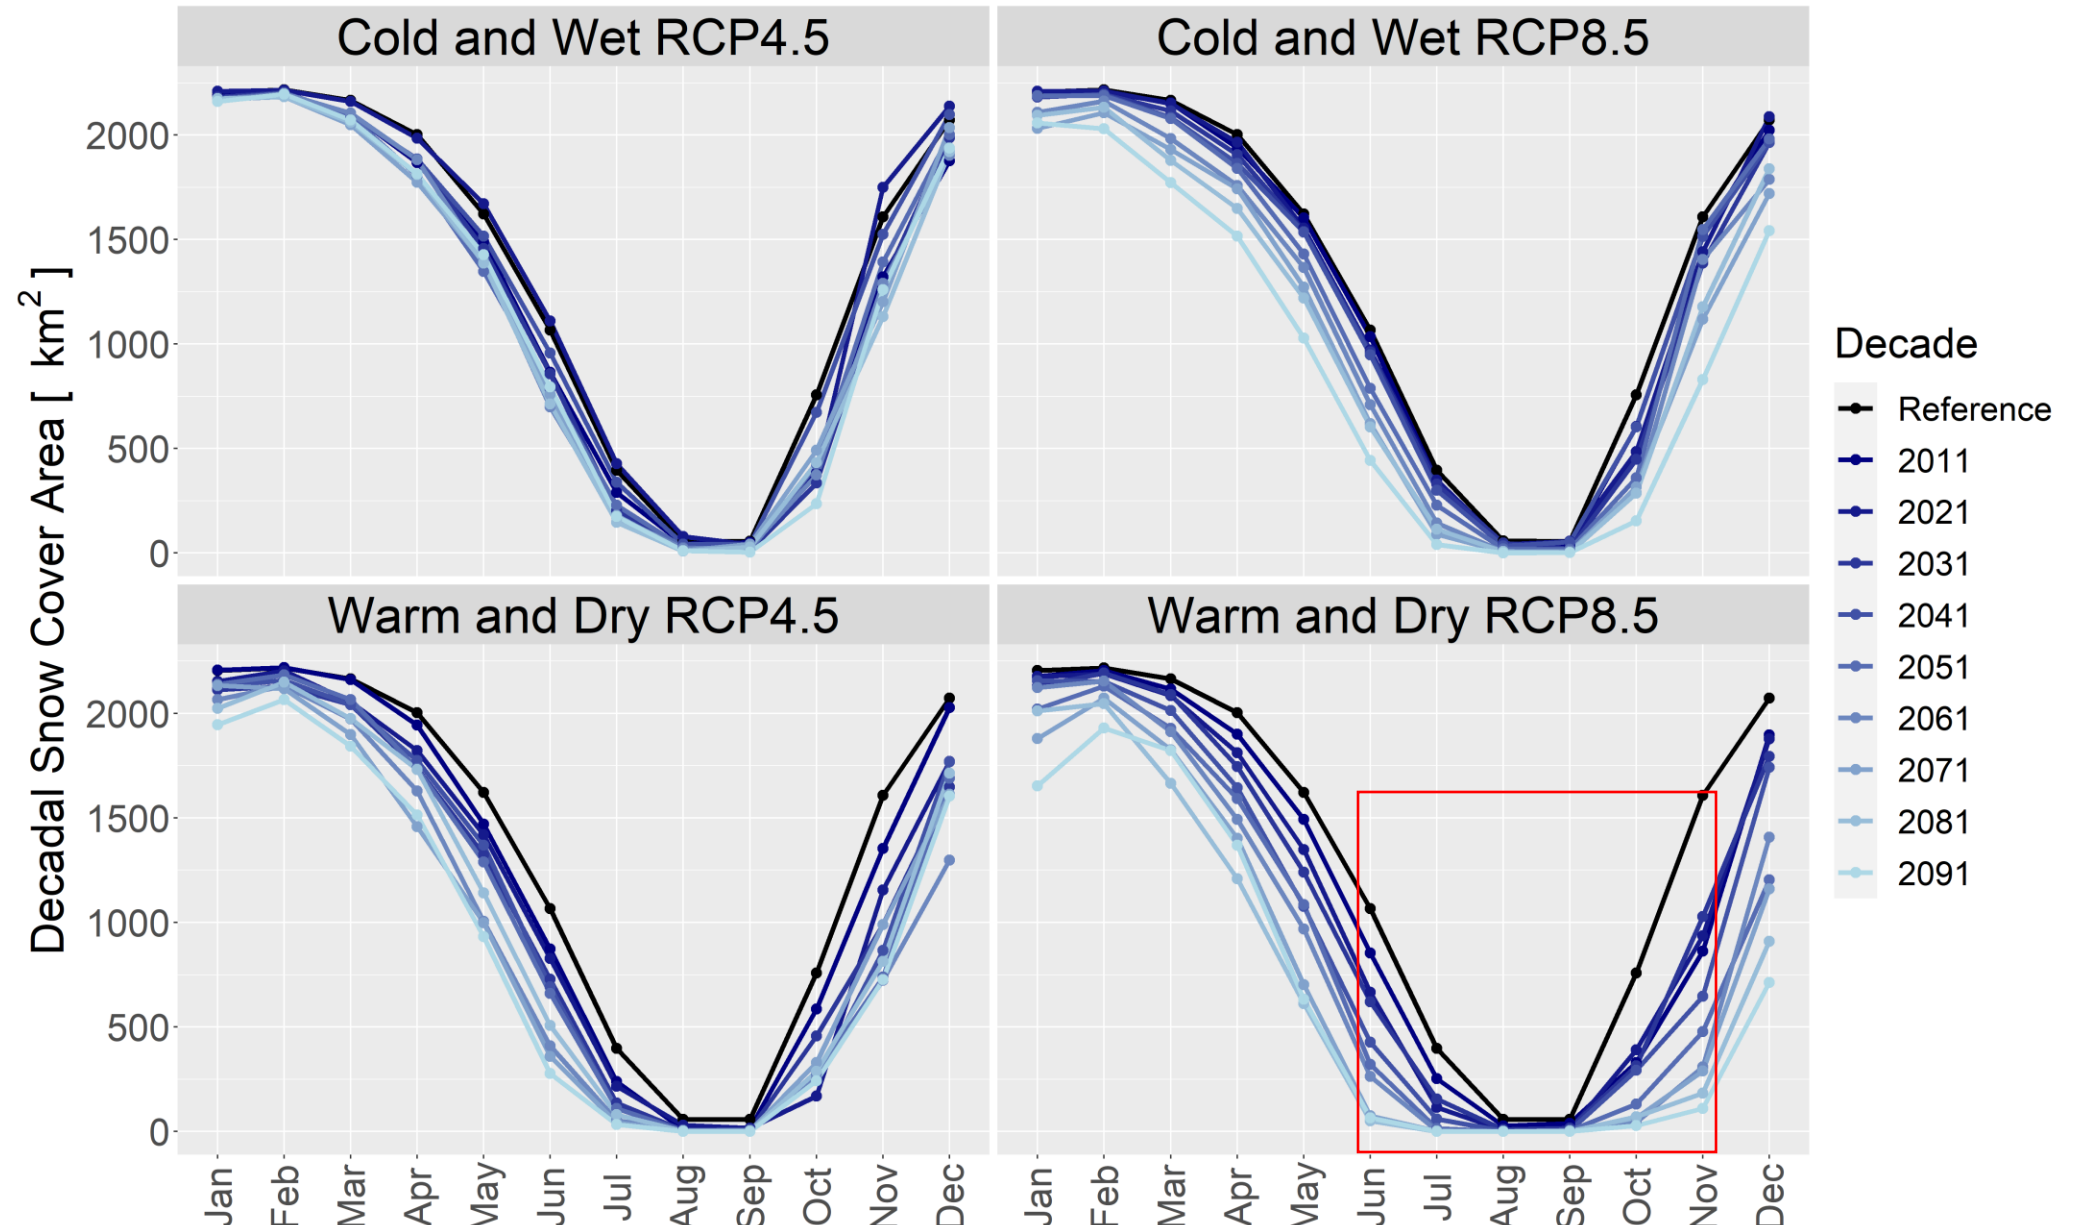 Cold and Wet RCP4.5
Cold and Wet RCP8.5
2000
1500
1000
500
0
Decadal Snow Cover Area [ km2 ]
Warm and Dry RCP4.5
Warm and Dry RCP8.5
2000
1500
1000
500
0
Jan Feb Mar Apr May Jun Jul Aug Sep Oct Nov Dec
Jan Feb Mar Apr May Jun Jul Aug Sep Oct Nov Dec
Decade
Reference
2011
2021
2031
2041
2051
2061
2071
2081
2091